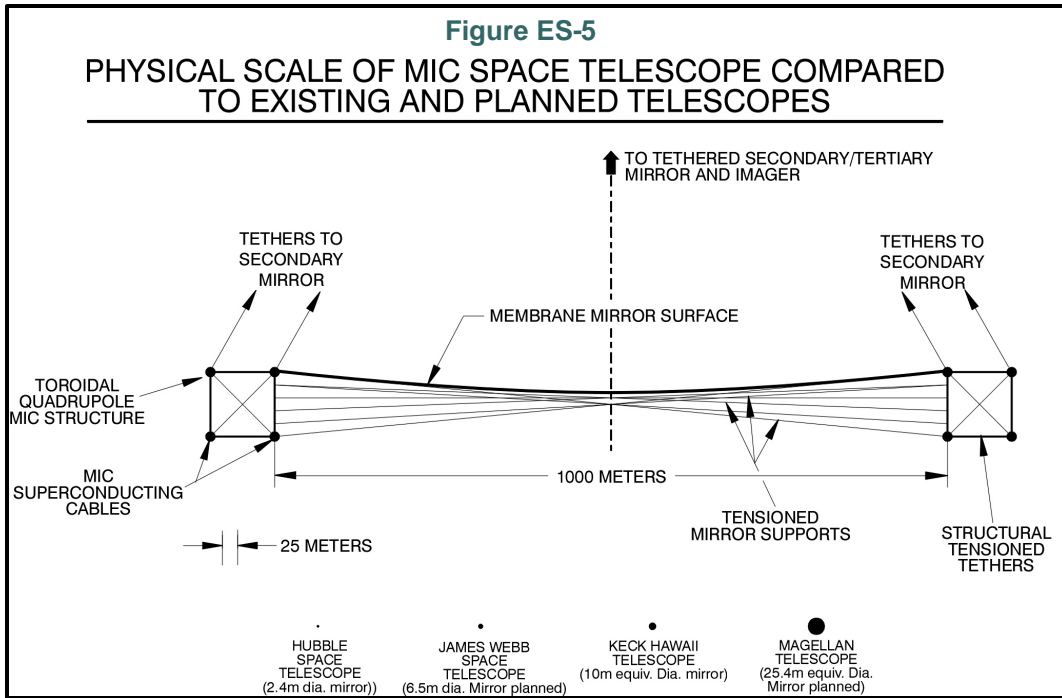 Figure ES-5
PHYSICAL SCALE OF MIC SPACE TELESCOPE COMPARED
TO EXISTING AND PLANNED TELESCOPES
TO TETHERED SECONDARY/TERTIARY
MIRROR AND IMAGER
TETHERS TO
SECONDARY
MIRROR
TETHERS TO
SECONDARY
MIRROR
MEMBRANE MIRROR SURFACE
TOROIDAL
QUADRUPOLE
MIC STRUCTURE
MIC
SUPERCONDUCTING
CABLES
1000 METERS
TENSIONED
MIRROR SUPPORTS
STRUCTURAL
TENSIONED
TETHERS
25 METERS
HUBBLE
SPACE
TELESCOPE
(2.4m dia. mirror))
JAMES WEBB
SPACE
TELESCOPE
(6.5m dia. Mirror planned)
KECK HAWAII
TELESCOPE
(10m equiv. Dia. mirror)
MAGELLAN
TELESCOPE
(25.4m equiv. Dia.
Mirror planned)